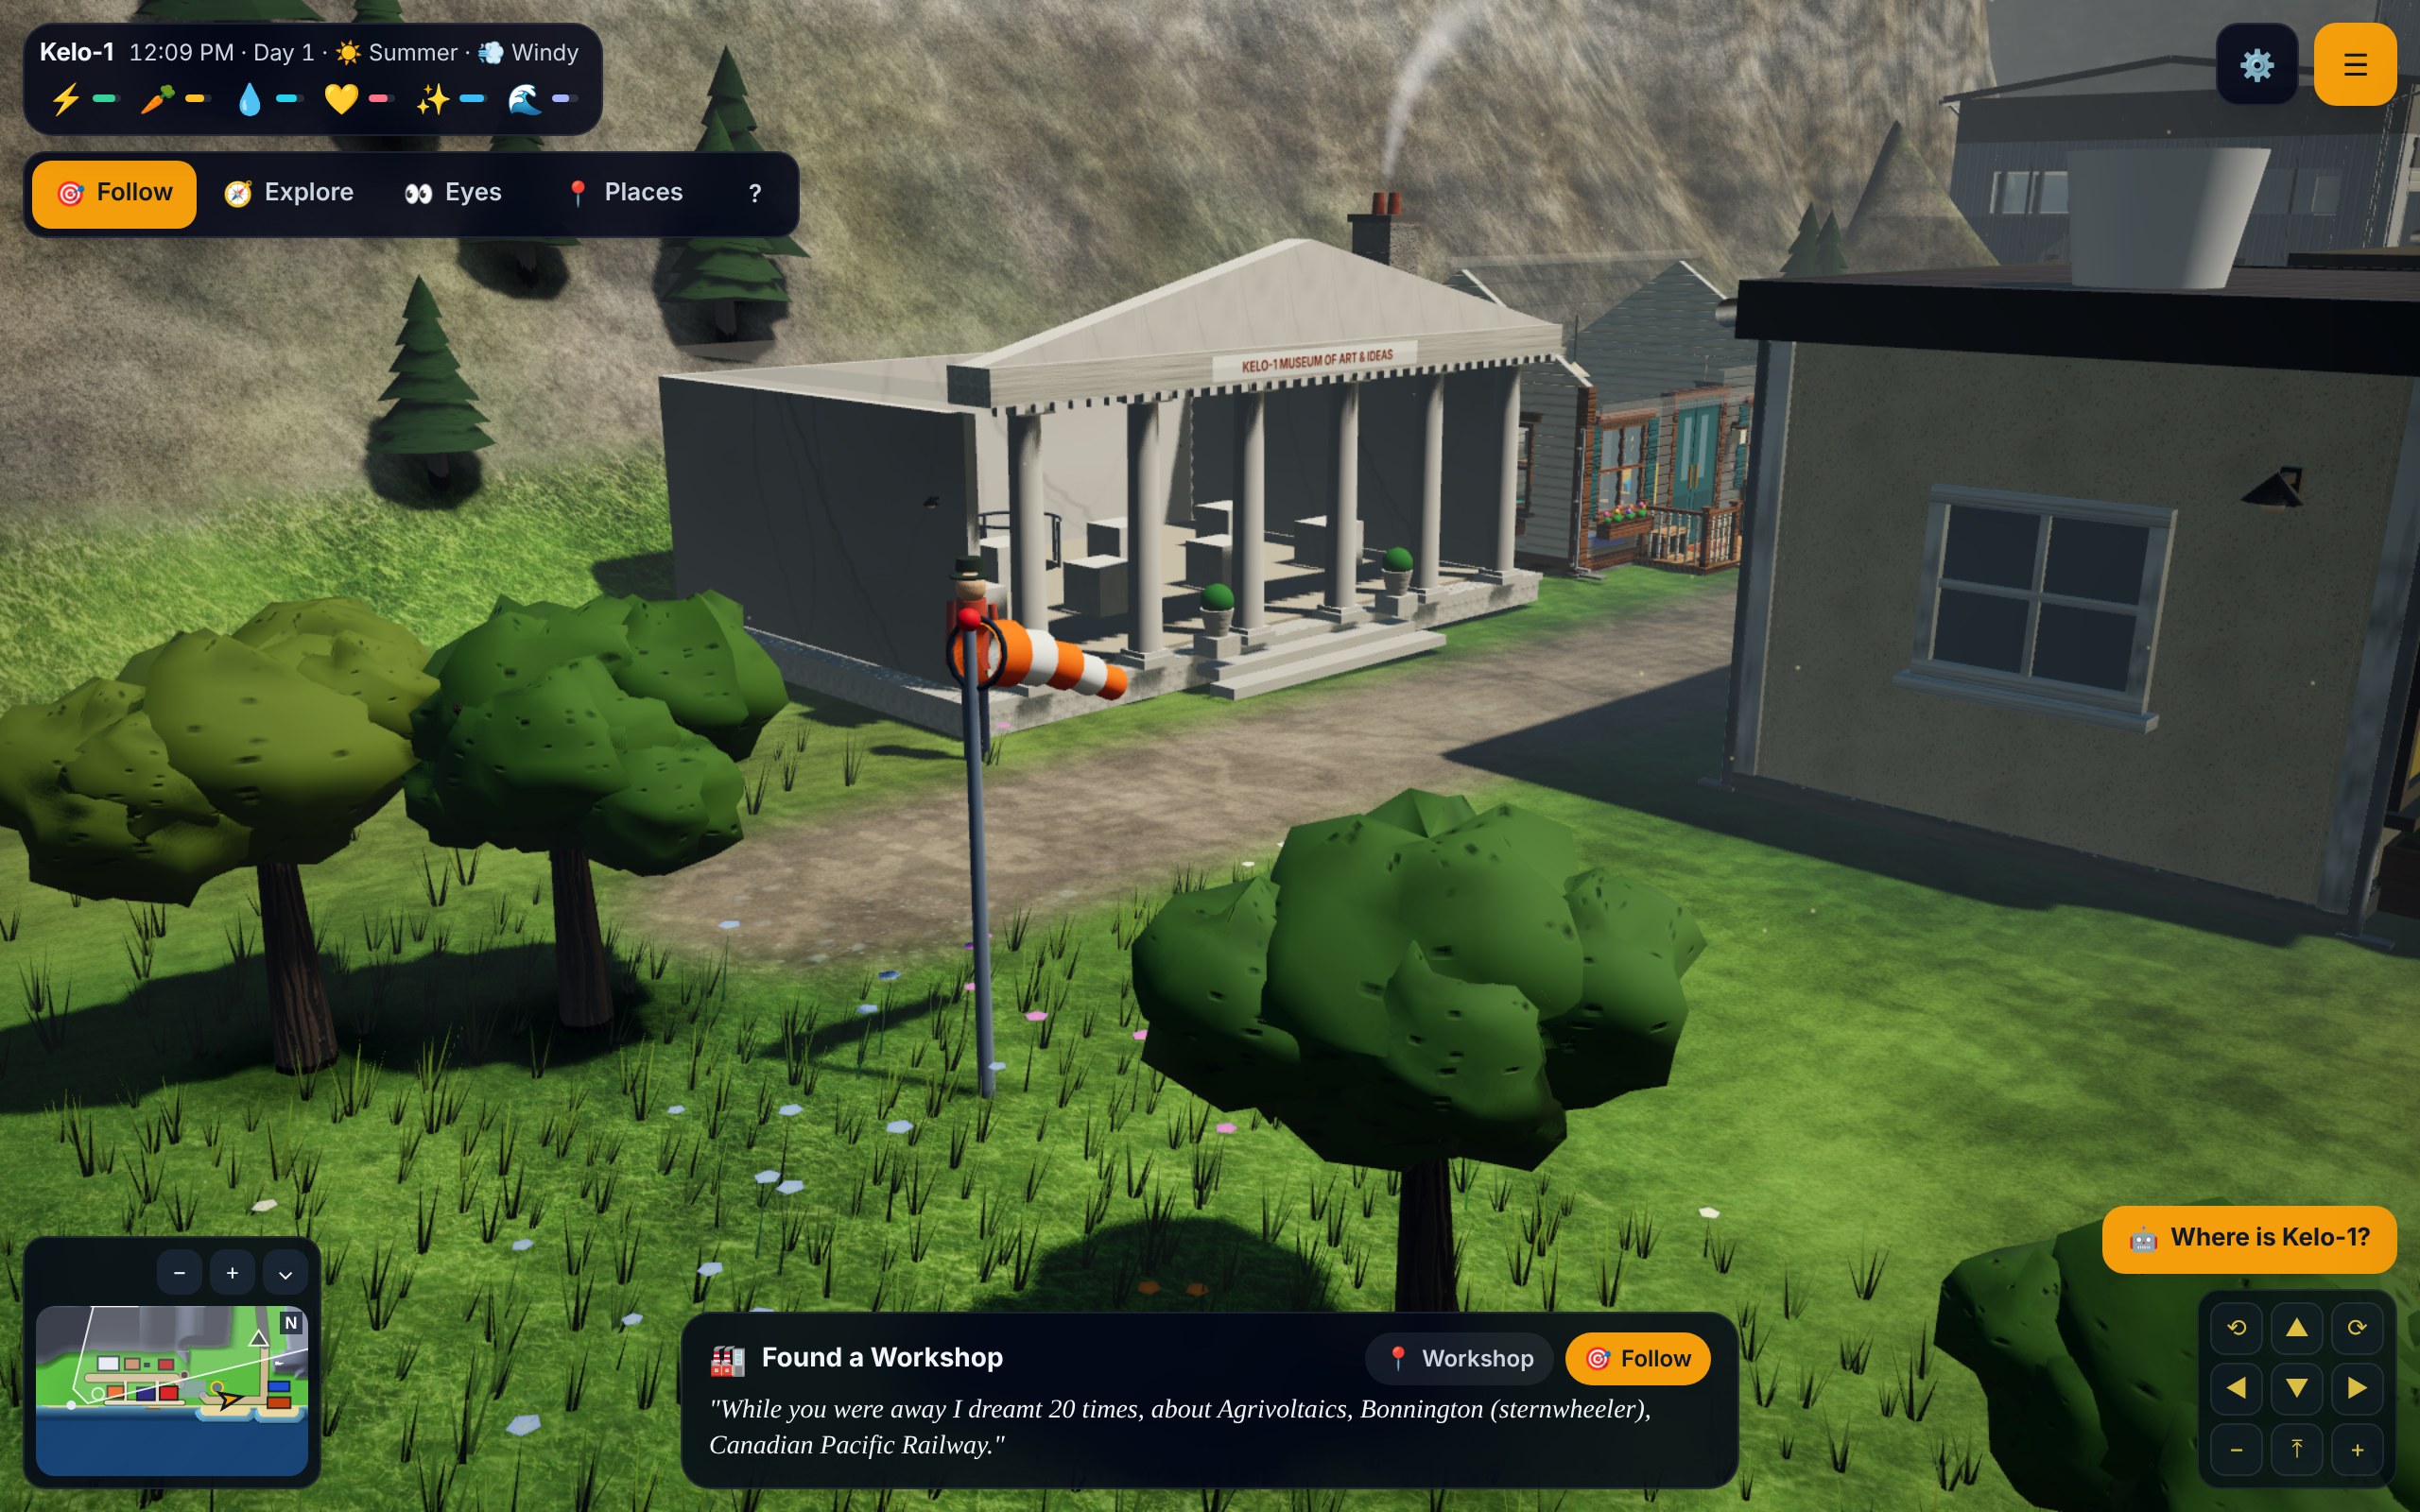 Kelo-1 12:09 PM · Day 1 · ☀️ Summer · 💨 Windy
Follow
Explore
Eyes
Places
?
KELO-1 MUSEUM OF ART & IDEAS
Where is Kelo-1?
N
Found a Workshop
Workshop
Follow
"While you were away I dreamt 20 times, about Agrivoltaics, Bonnington (sternwheeler),
Canadian Pacific Railway."